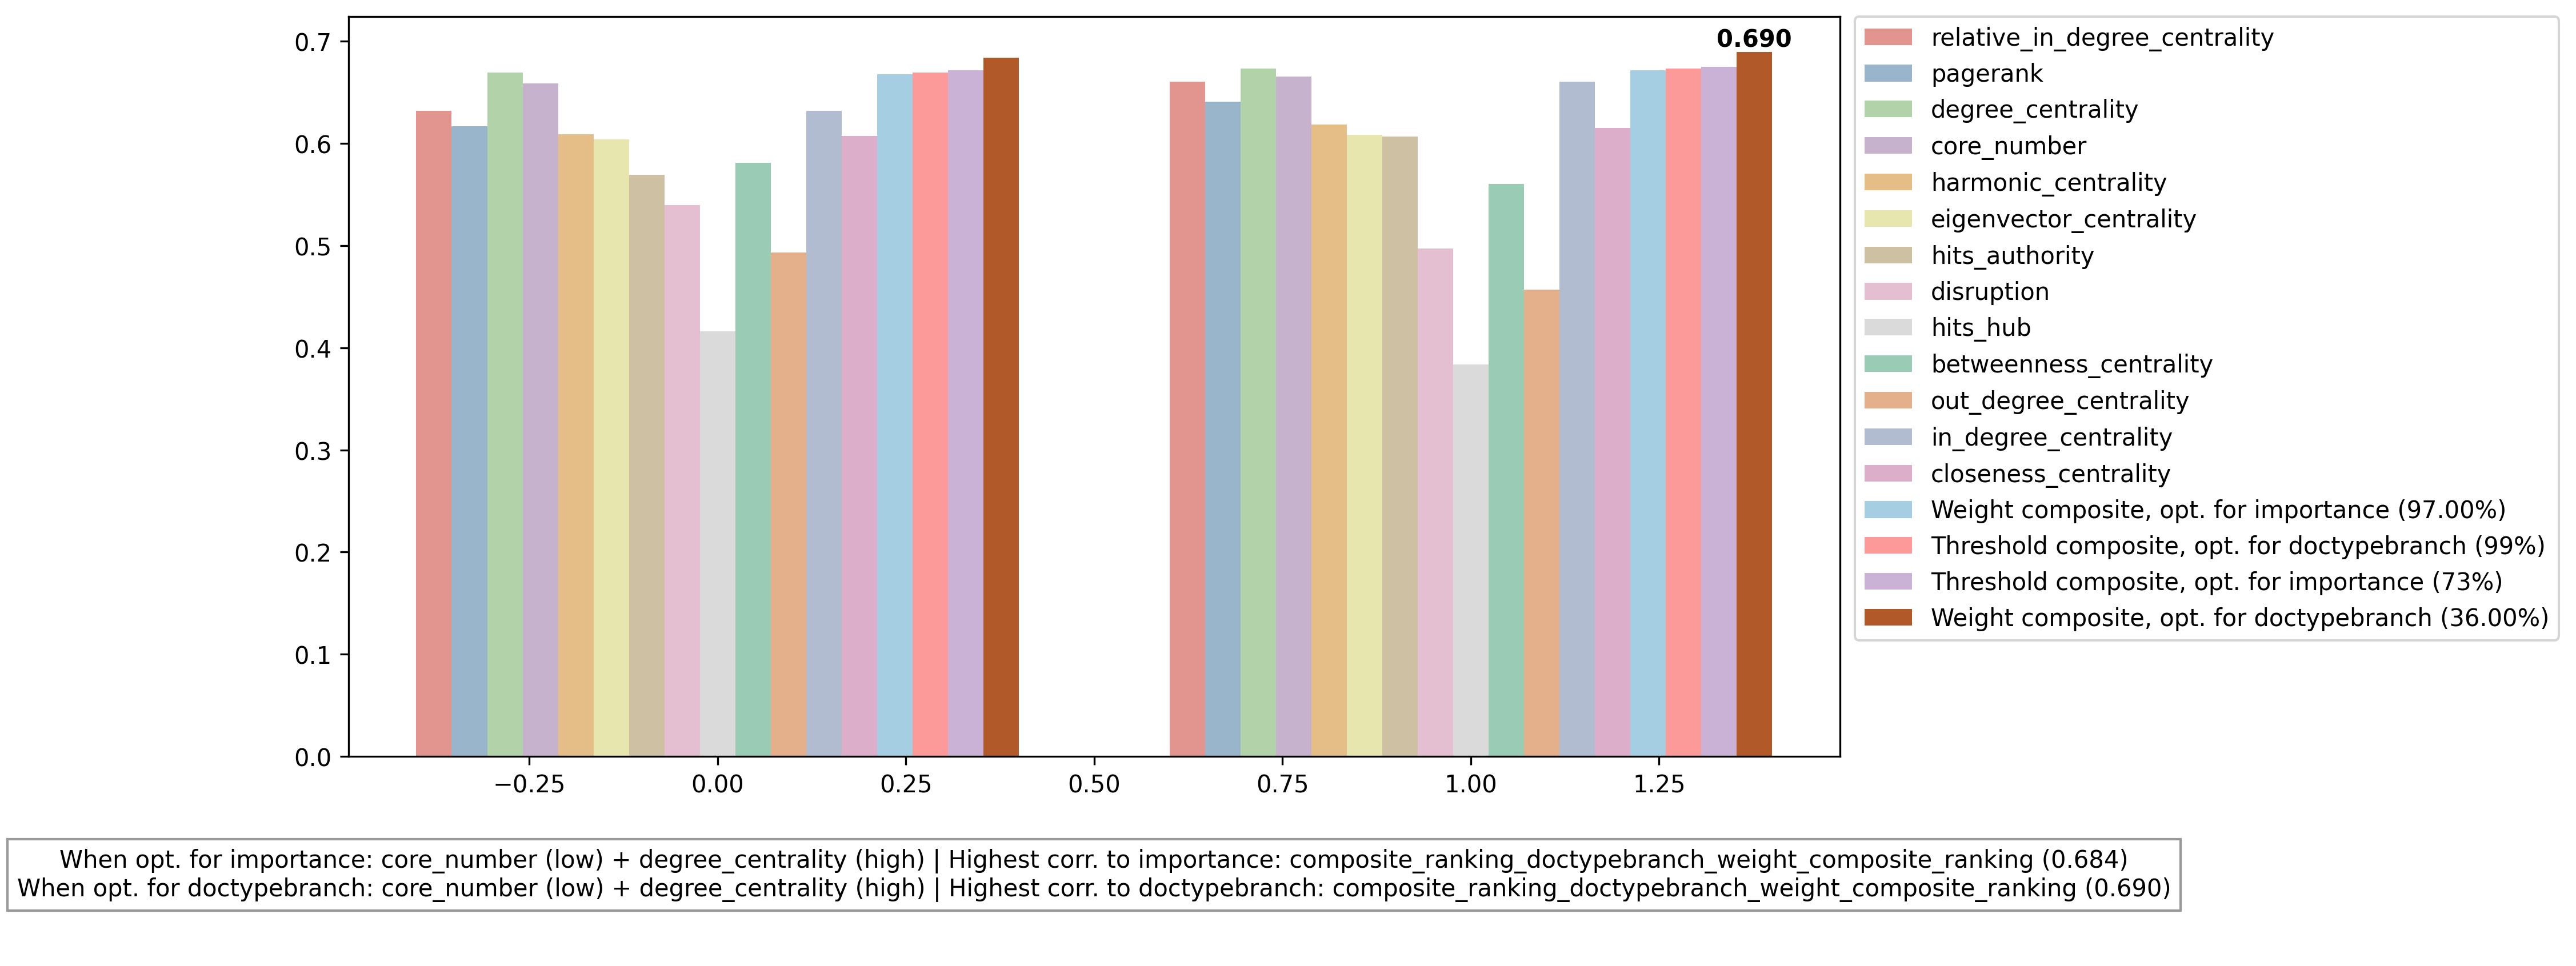 0.7
0.6
0.5
0.4
0.3
0.2
0.1
0.0
−0.25
0.00
0.25
0.50
0.75
1.00
1.25
0.690
relative_in_degree_centrality
pagerank
degree_centrality
core_number
harmonic_centrality
eigenvector_centrality
hits_authority
disruption
hits_hub
betweenness_centrality
out_degree_centrality
in_degree_centrality
closeness_centrality
Weight composite, opt. for importance (97.00%)
Threshold composite, opt. for doctypebranch (99%)
Threshold composite, opt. for importance (73%)
Weight composite, opt. for doctypebranch (36.00%)
When opt. for importance: core_number (low) + degree_centrality (high) | Highest corr. to importance: composite_ranking_doctypebranch_weight_composite_ranking (0.684)
When opt. for doctypebranch: core_number (low) + degree_centrality (high) | Highest corr. to doctypebranch: composite_ranking_doctypebranch_weight_composite_ranking (0.690)